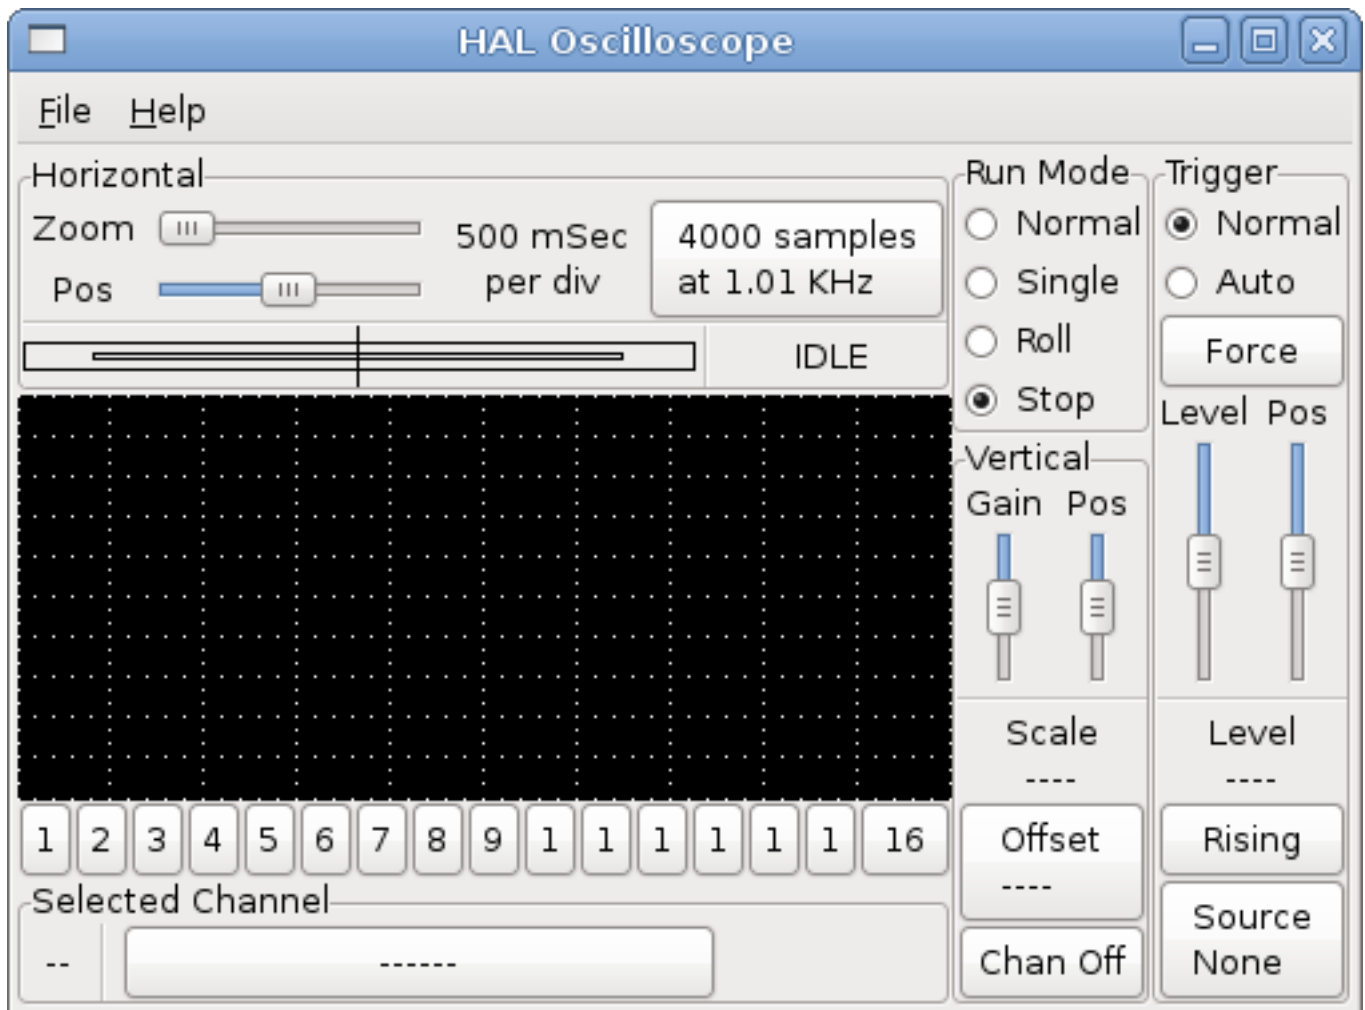 HAL Oscilloscope
File Help
Horizontal
Zoom
Pos
500 mSec
per div
4000 samples
at 1.01 KHz
IDLE
Run Mode
Normal
Single
Roll
Stop
Trigger
Normal
Auto
Force
Level Pos
Vertical
Gain Pos
Scale
----
Level
----
1 2 3 4 5 6 7 8 9 1 1 1 1 1 1 16
Offset
----
Rising
Selected Channel
--
------
Chan Off
Source
None